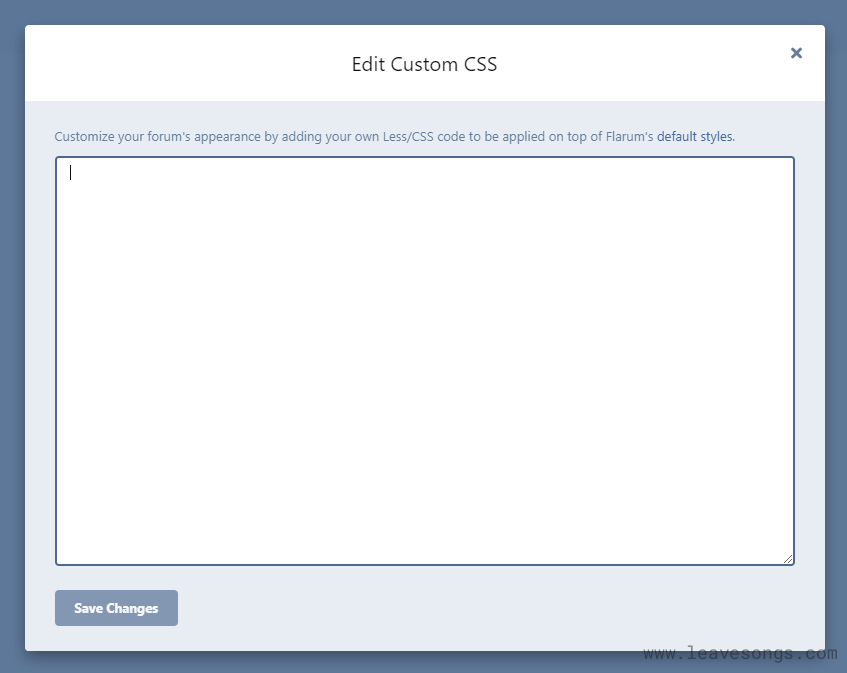 Edit Custom CSS
Customize your forum's appearance by adding your own Less/CSS code to be applied on top of Flarum's default styles.
Save Changes
www.leavesongs.com